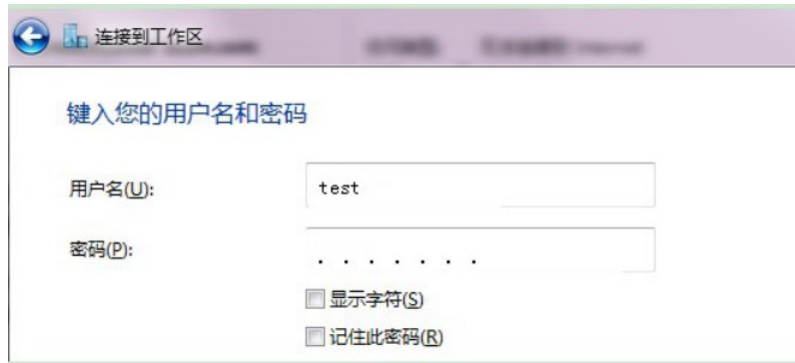 连接到工作区
键入您的用户名和密码
用户名(U): test
密码(P): .......
显示字符(S)
记住此密码(R)